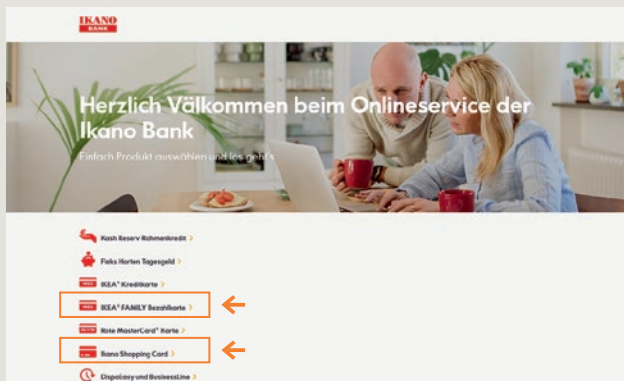 IKANO
BANK
Herzlich Välkommen beim Onlineservice der
Ikano Bank
Einfach Produkt auswählen und los geht's
Kash Reserv Rahmenkredit >
Fleks Horten Tagesgeld >
IKEA® Kreditkarte >
IKEA® FAMILY Bezahlkarte >
Rote MasterCard® Karte >
Ikano Shopping Card >
DispoEasy und BusinessLine >